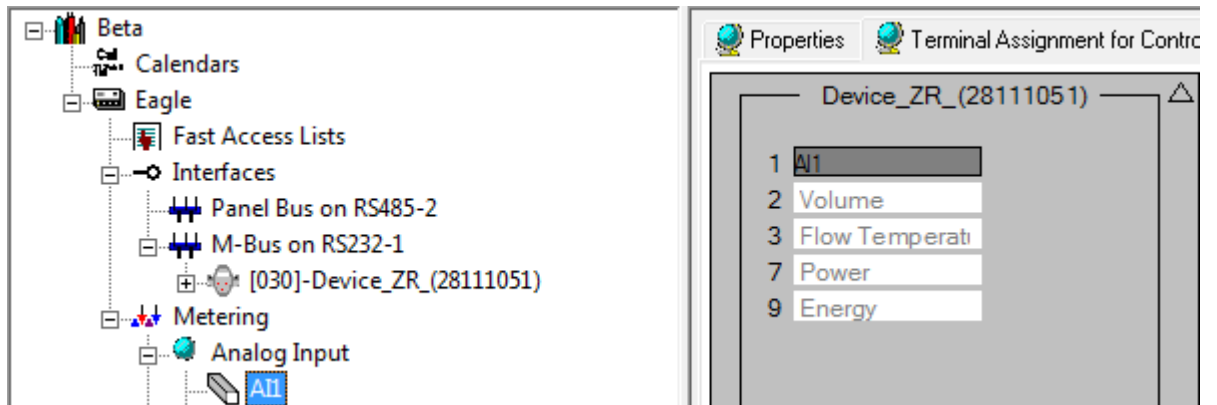 Beta
Calendars
Eagle
Fast Access Lists
Interfaces
Panel Bus on RS485-2
M-Bus on RS232-1
[030]-Device_ZR_(28111051)
Metering
Analog Input
AI1
Properties
Terminal Assignment for Contro
Device_ZR_(28111051)
1 AI1
2 Volume
3 Flow Temperatu
7 Power
9 Energy